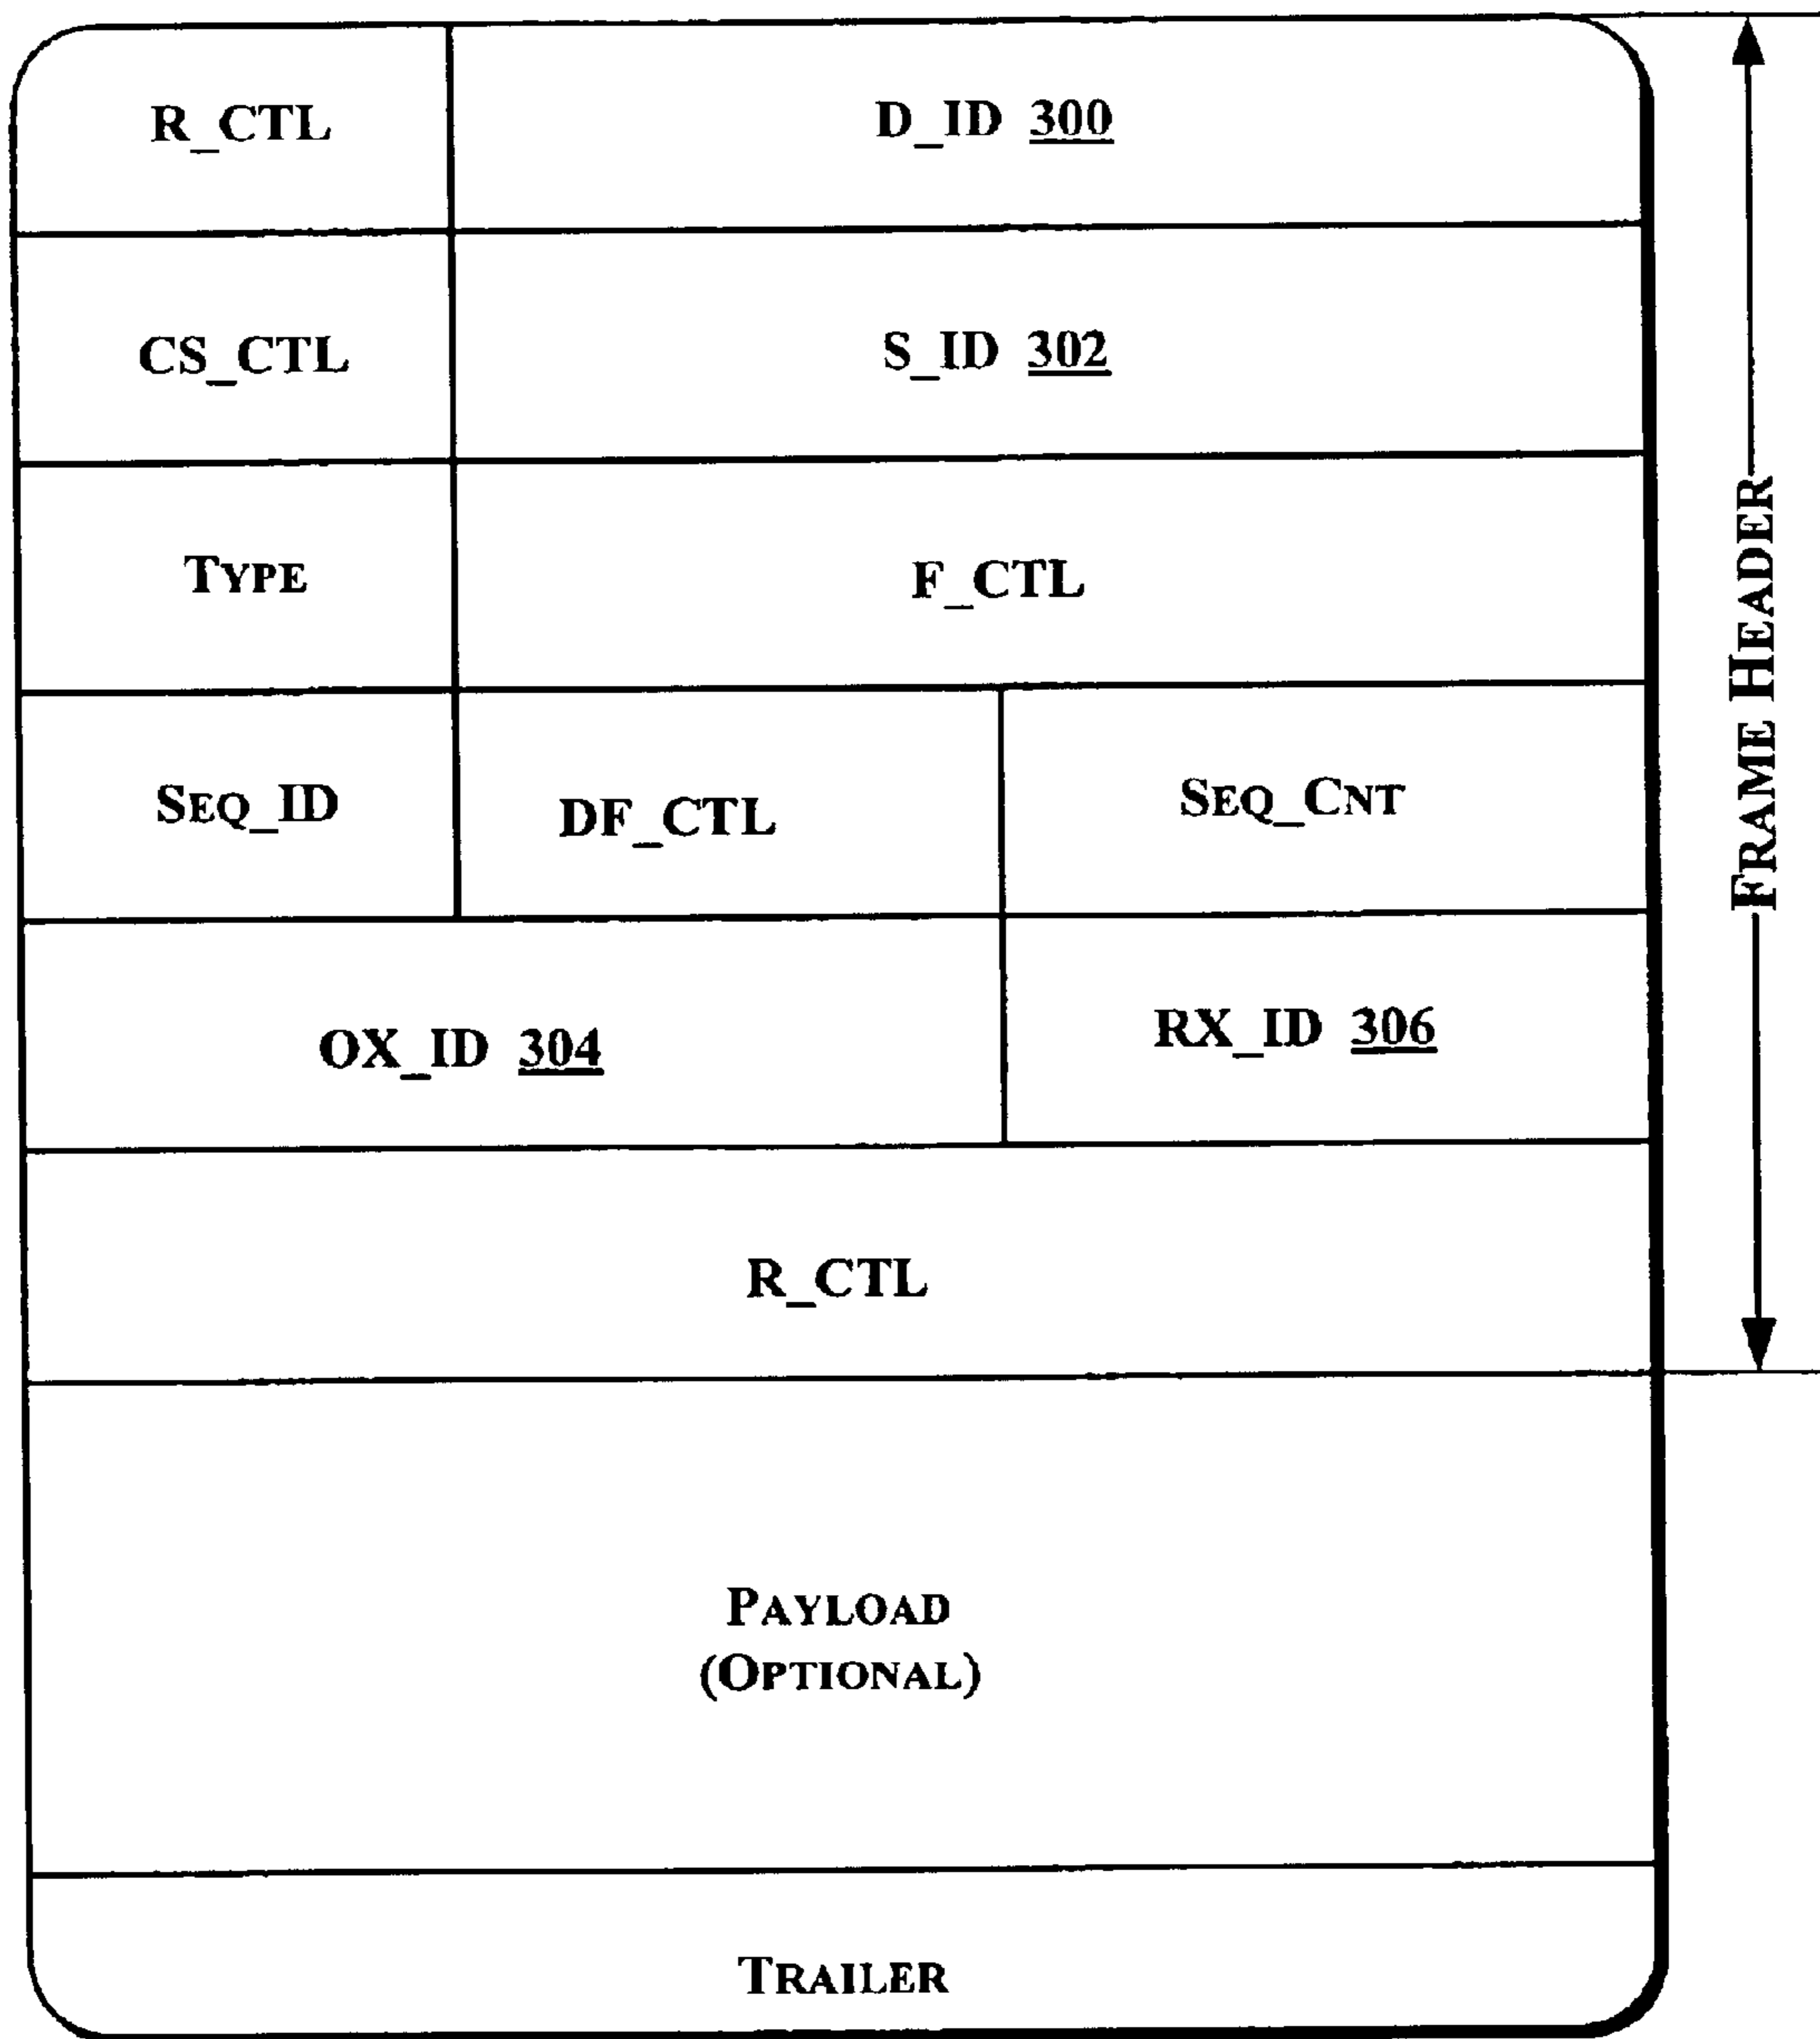 R_CTL
D_ID 300
CS_CTL
S_ID 302
TYPE
F_CTL
SEQ_ID
DF_CTL
SEQ_CNT
OX_ID 304
RX_ID 306
R_CTL
PAYLOAD
(OPTIONAL)
TRAILER
FRAME HEADER